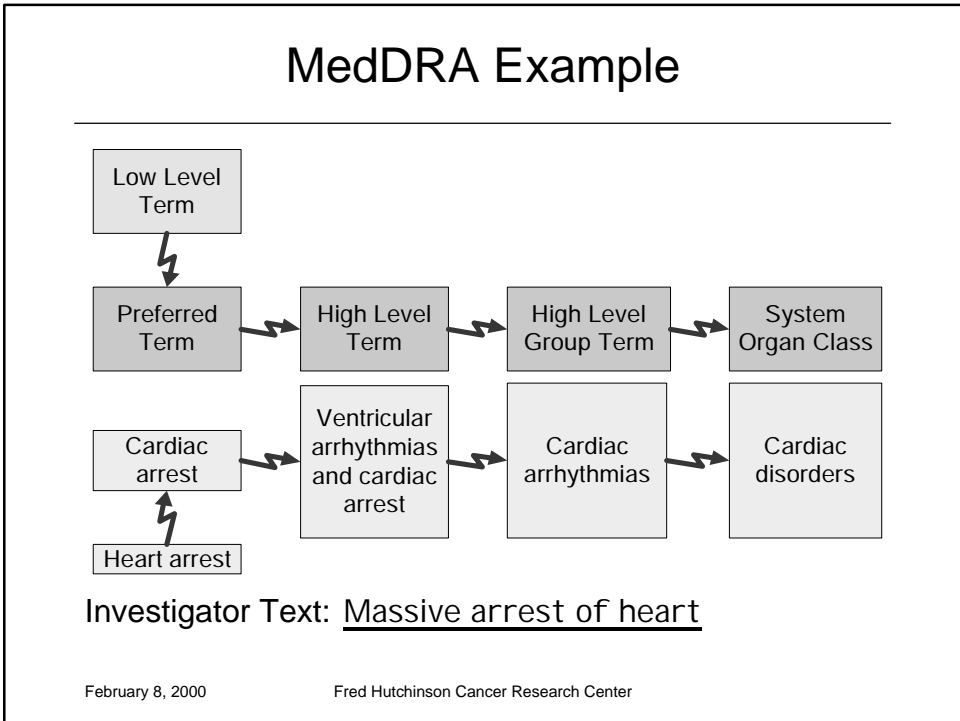 MedDRA Example
Low Level
Term
Preferred
Term
High Level
Term
High Level
Group Term
System
Organ Class
Cardiac
arrest
Ventricular
arrhythmias
and cardiac
arrest
Cardiac
arrhythmias
Cardiac
disorders
Heart arrest
Investigator Text: Massive arrest of heart
February 8, 2000 Fred Hutchinson Cancer Research Center